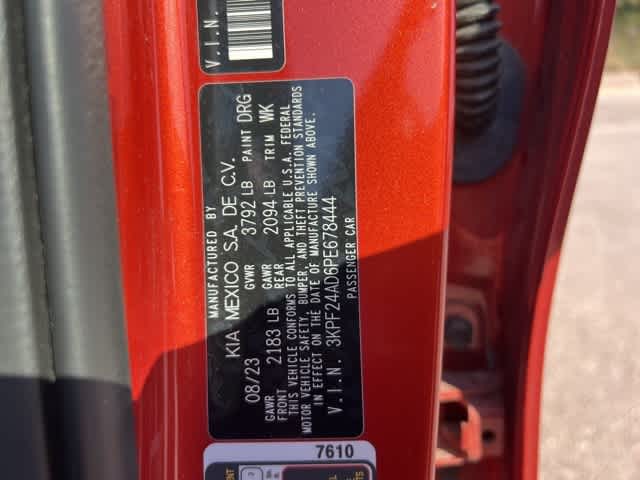 V.I.N.
MANUFACTURED BY
KIA MEXICO S.A. DE C.V.
08/23 GVWR 3792 LB PAINT DRG
GAWR FRONT 2183 LB GAWR REAR 2094 LB TRIM WK
THIS VEHICLE CONFORMS TO ALL APPLICABLE U.S.A. FEDERAL
MOTOR VEHICLE SAFETY, BUMPER, AND THEFT PREVENTION STANDARDS
IN EFFECT ON THE DATE OF MANUFACTURE SHOWN ABOVE.
V.I.N. 3KPF24AD6PE678444
PASSENGER CAR
7610